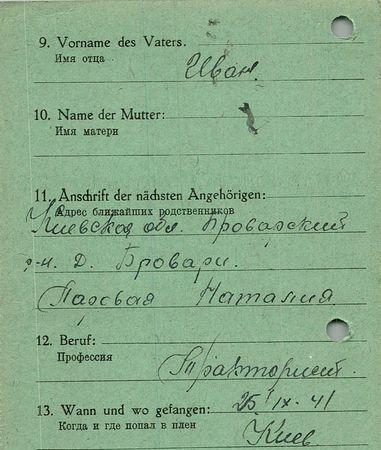 9. Vorname des Vaters.
Имя отца
Иван.
10. Name der Mutter:
Имя матери
11. Anschrift der nächsten Angehörigen:
Адрес ближайших родственников
Киевская обл. Броварский
р-н. Д. Бровари.
Паровая Наталия
12. Beruf:
Профессия
Тракторист.
13. Wann und wo gefangen: 25/IX-41
Когда и где попал в плен
Киев